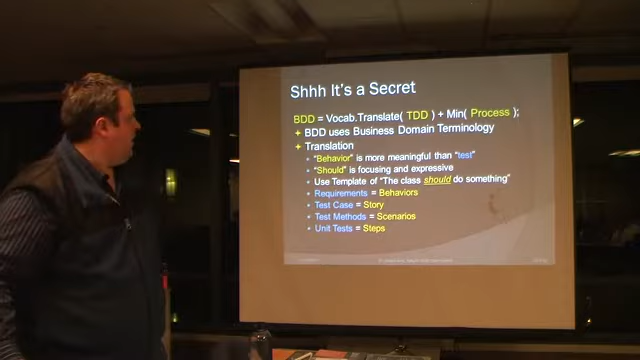 Shhh It's a Secret
BDD = Vocab.Translate( TDD ) + Min( Process );
+ BDD uses Business Domain Terminology
+ Translation
• "Behavior" is more meaningful than "test"
• "Should" is focusing and expressive
• Use Template of "The class should do something"
• Requirements = Behaviors
• Test Case = Story
• Test Methods = Scenarios
• Unit Tests = Steps